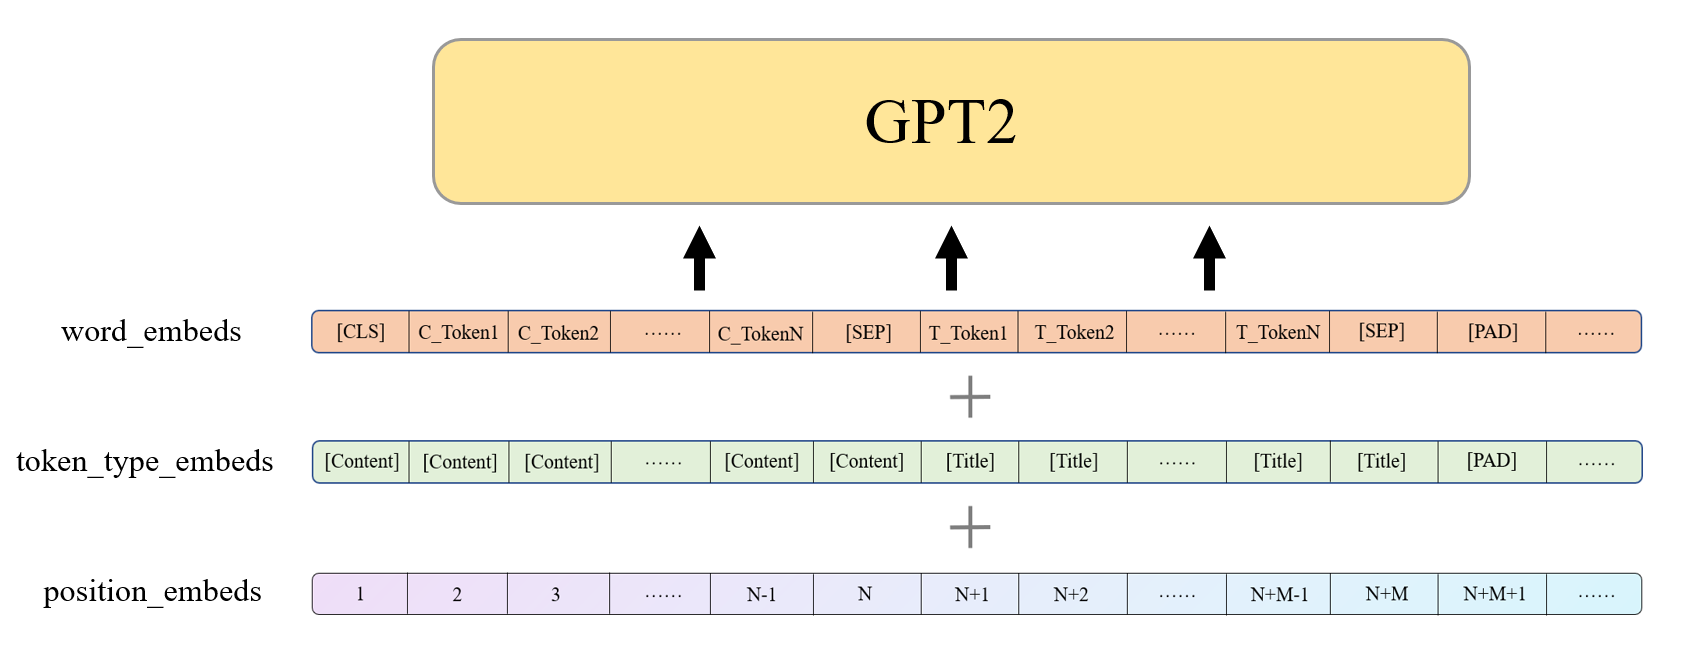 GPT2
word_embeds [CLS] C_Token1 C_Token2 ...... C_TokenN [SEP] T_Token1 T_Token2 ...... T_TokenN [SEP] [PAD] ......
+
token_type_embeds [Content] [Content] [Content] ...... [Content] [Content] [Title] [Title] ...... [Title] [Title] [PAD] ......
+
position_embeds 1 2 3 ...... N-1 N N+1 N+2 ...... N+M-1 N+M N+M+1 ......